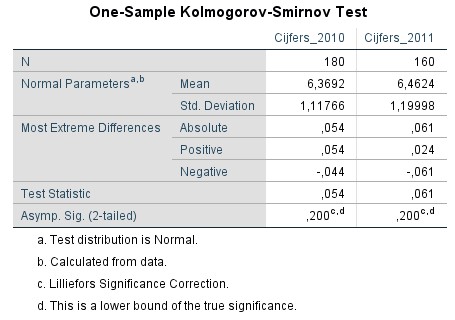 One-Sample Kolmogorov-Smirnov Test
Cijfers_2010 Cijfers_2011
N 180 160
Normal Parametersa,b Mean 6,3692 6,4624
Std. Deviation 1,11766 1,19998
Most Extreme Differences Absolute ,054 ,061
Positive ,054 ,024
Negative -,044 -,061
Test Statistic ,054 ,061
Asymp. Sig. (2-tailed) ,200c,d ,200c,d
a. Test distribution is Normal.
b. Calculated from data.
c. Lilliefors Significance Correction.
d. This is a lower bound of the true significance.